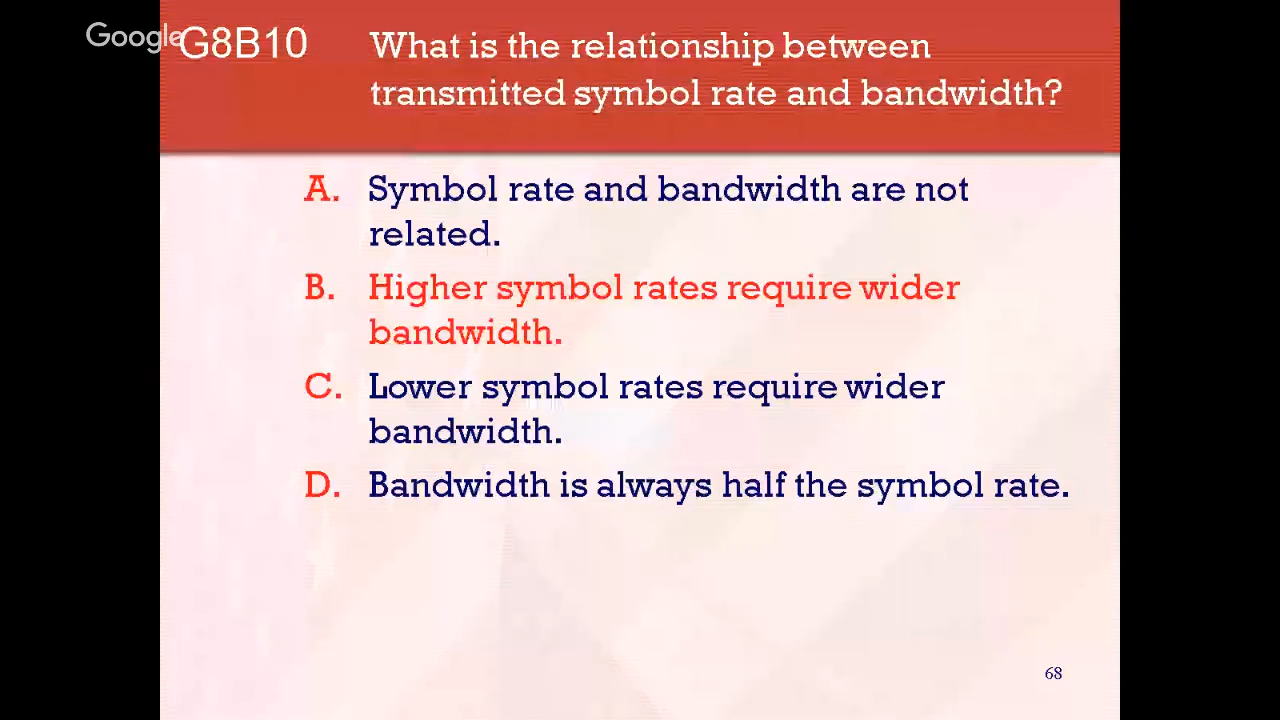 Google
G8B10 What is the relationship between
transmitted symbol rate and bandwidth?
A. Symbol rate and bandwidth are not
related.
B. Higher symbol rates require wider
bandwidth.
C. Lower symbol rates require wider
bandwidth.
D. Bandwidth is always half the symbol rate.
68